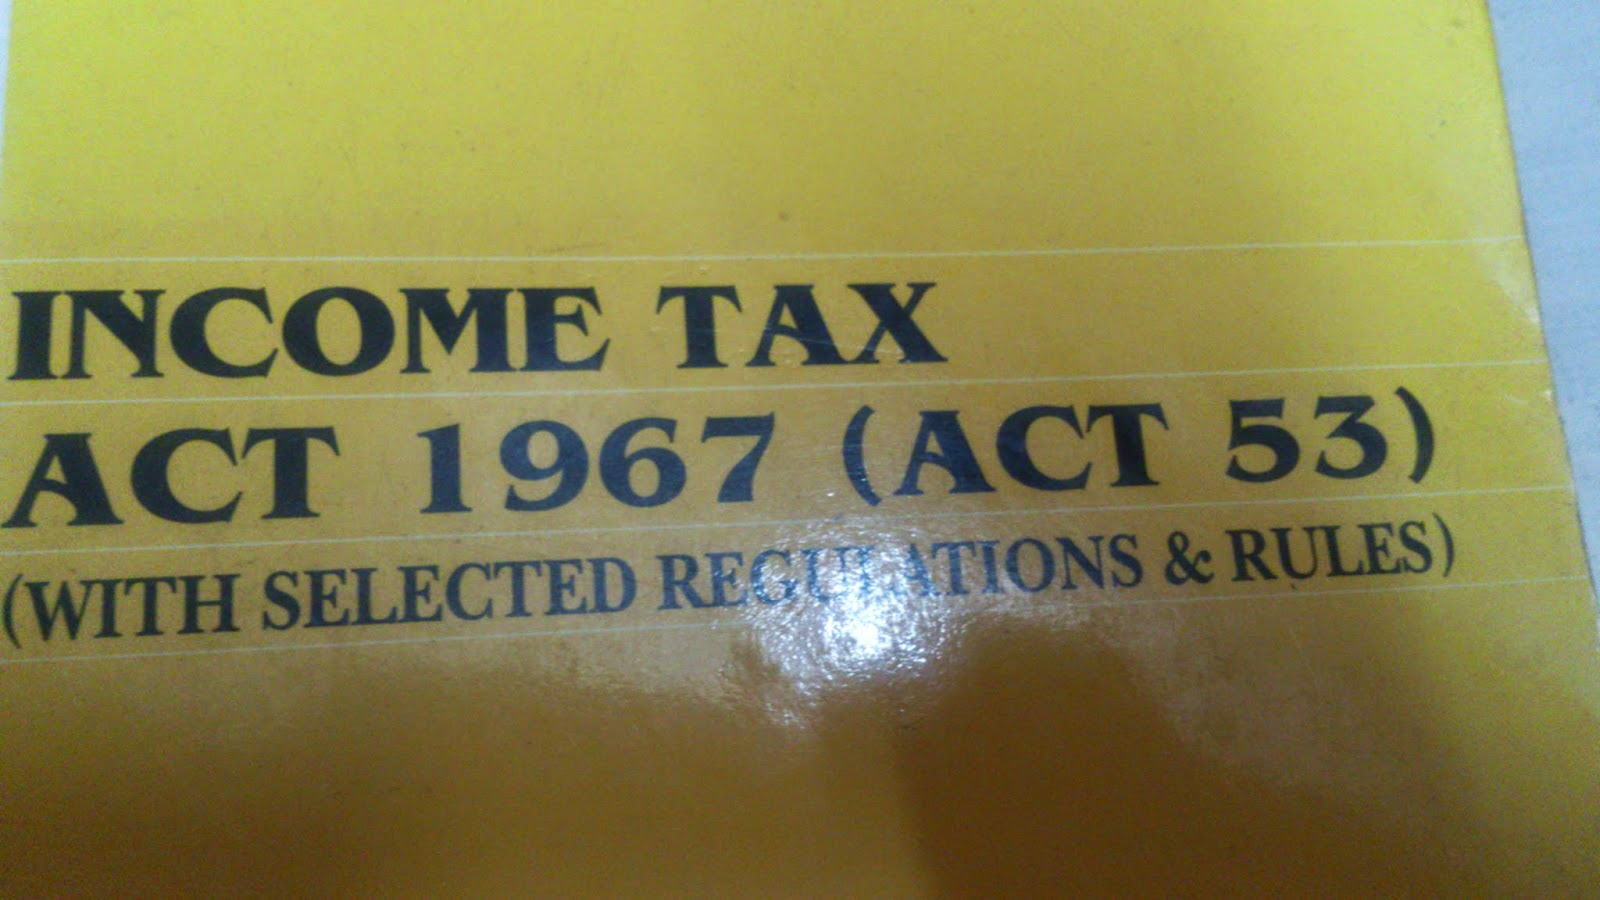 INCOME TAX
ACT 1967 (ACT 53)
(WITH SELECTED REGULATIONS & RULES)